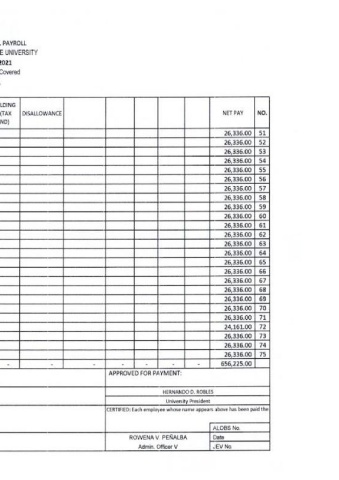 PAYROLL
E UNIVERSITY
2021
Covered
LDING
(TAX
ND)
DISALLOWANCE
NET PAY NO.
26,336.00 51
26,336.00 52
26,336.00 53
26,336.00 54
26,336.00 55
26,336.00 56
26,336.00 57
26,336.00 58
26,336.00 59
26,336.00 60
26,336.00 61
26,336.00 62
26,336.00 63
26,336.00 64
26,336.00 65
26,336.00 66
26,336.00 67
26,336.00 68
26,336.00 69
26,336.00 70
26,336.00 71
24,161.00 72
26,336.00 73
26,336.00 74
26,336.00 75
- - - - - - 656,225.00
APPROVED FOR PAYMENT:
HERNANDO D. ROBLES
University President
CERTIFIED: Each employee whose name appears above has been paid the
ALOBS No.
ROWENA V. PEÑALBA Date
Admin. Officer V JEV No.